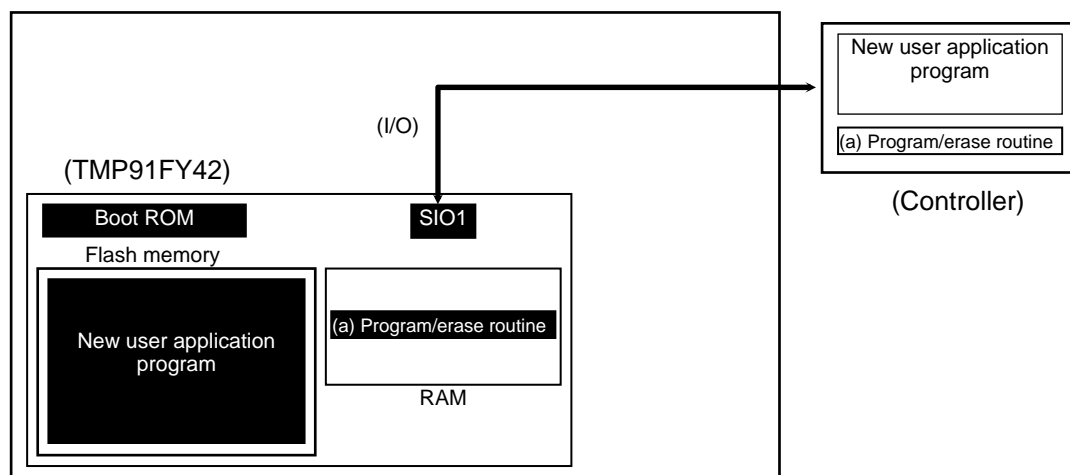 New user application
program
(I/O)
(a) Program/erase routine
(TMP91FY42)
(Controller)
Boot ROM
SIO1
Flash memory
(a) Program/erase routine
New user application
program
RAM